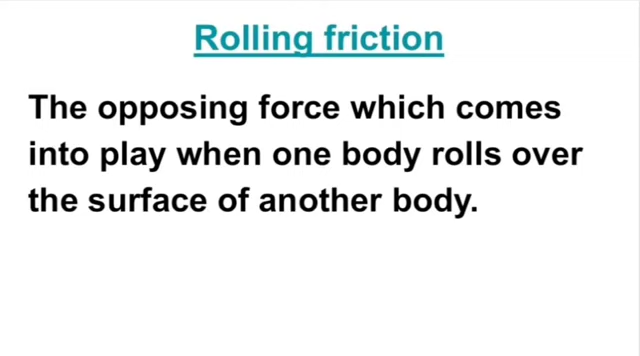 Rolling friction
The opposing force which comes
into play when one body rolls over
the surface of another body.